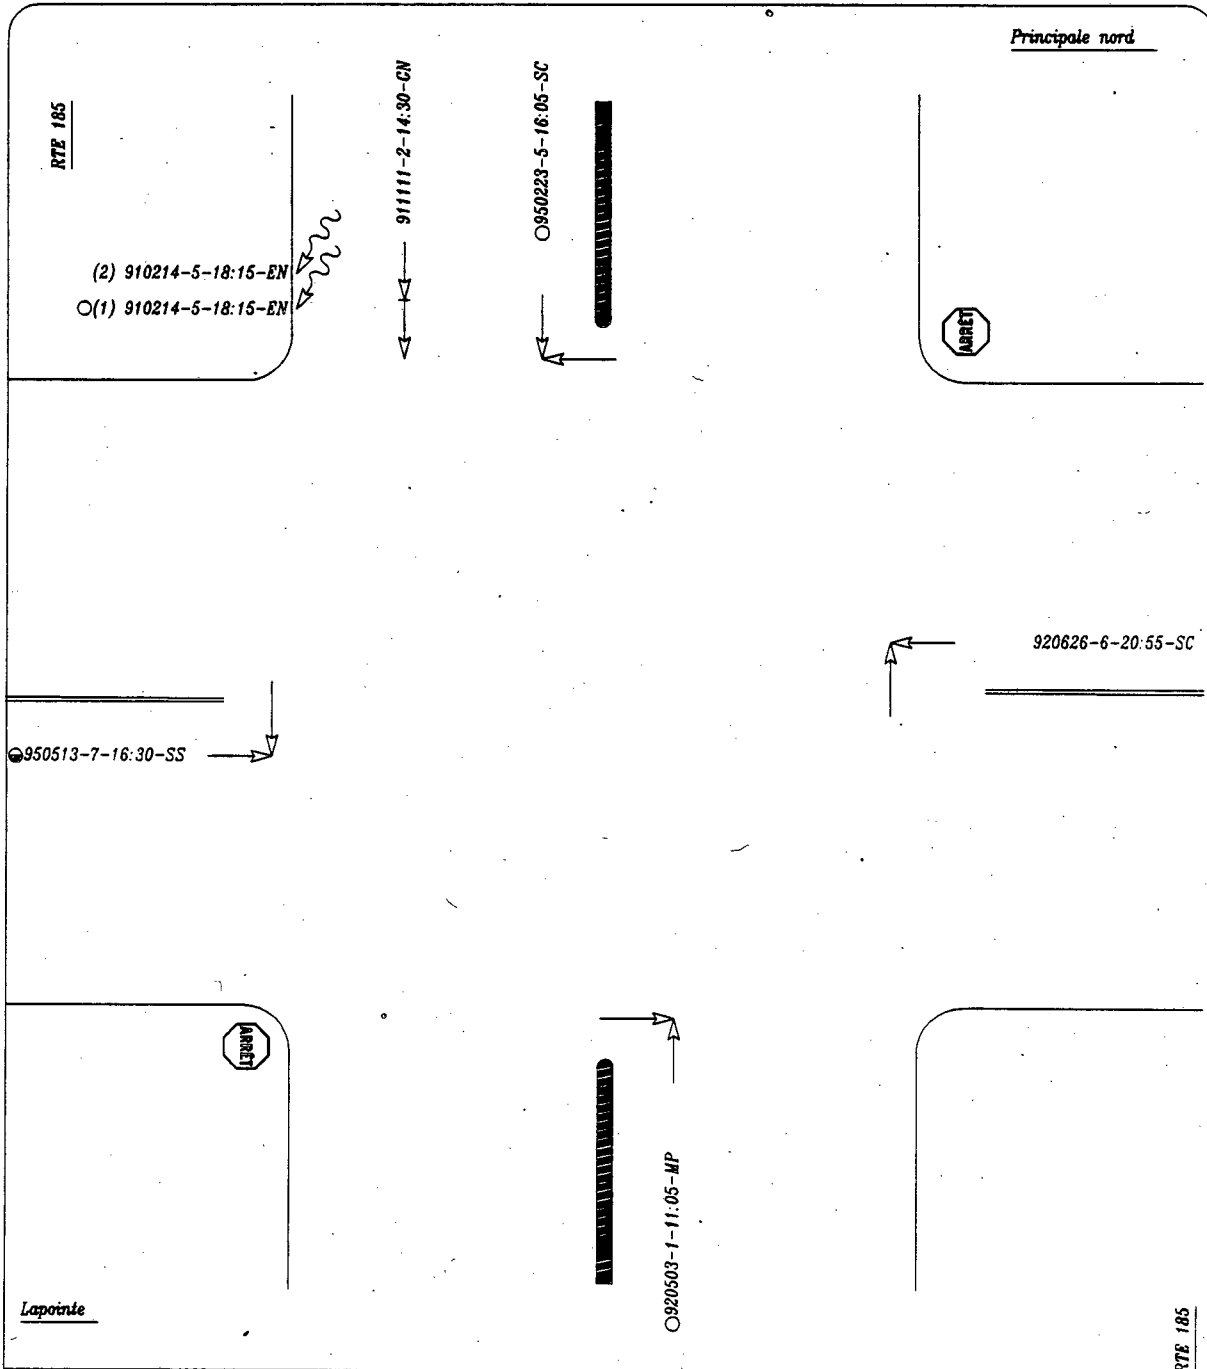 Principale nord
RTE 185
911111-2-14:30-CN
950223-5-16:05-SC
(2) 910214-5-18:15-EN
(1) 910214-5-18:15-EN
ARRÊT
920626-6-20:55-SC
950513-7-16:30-SS
ARRÊT
920503-1-11:05-MP
Lapointe
RTE 185